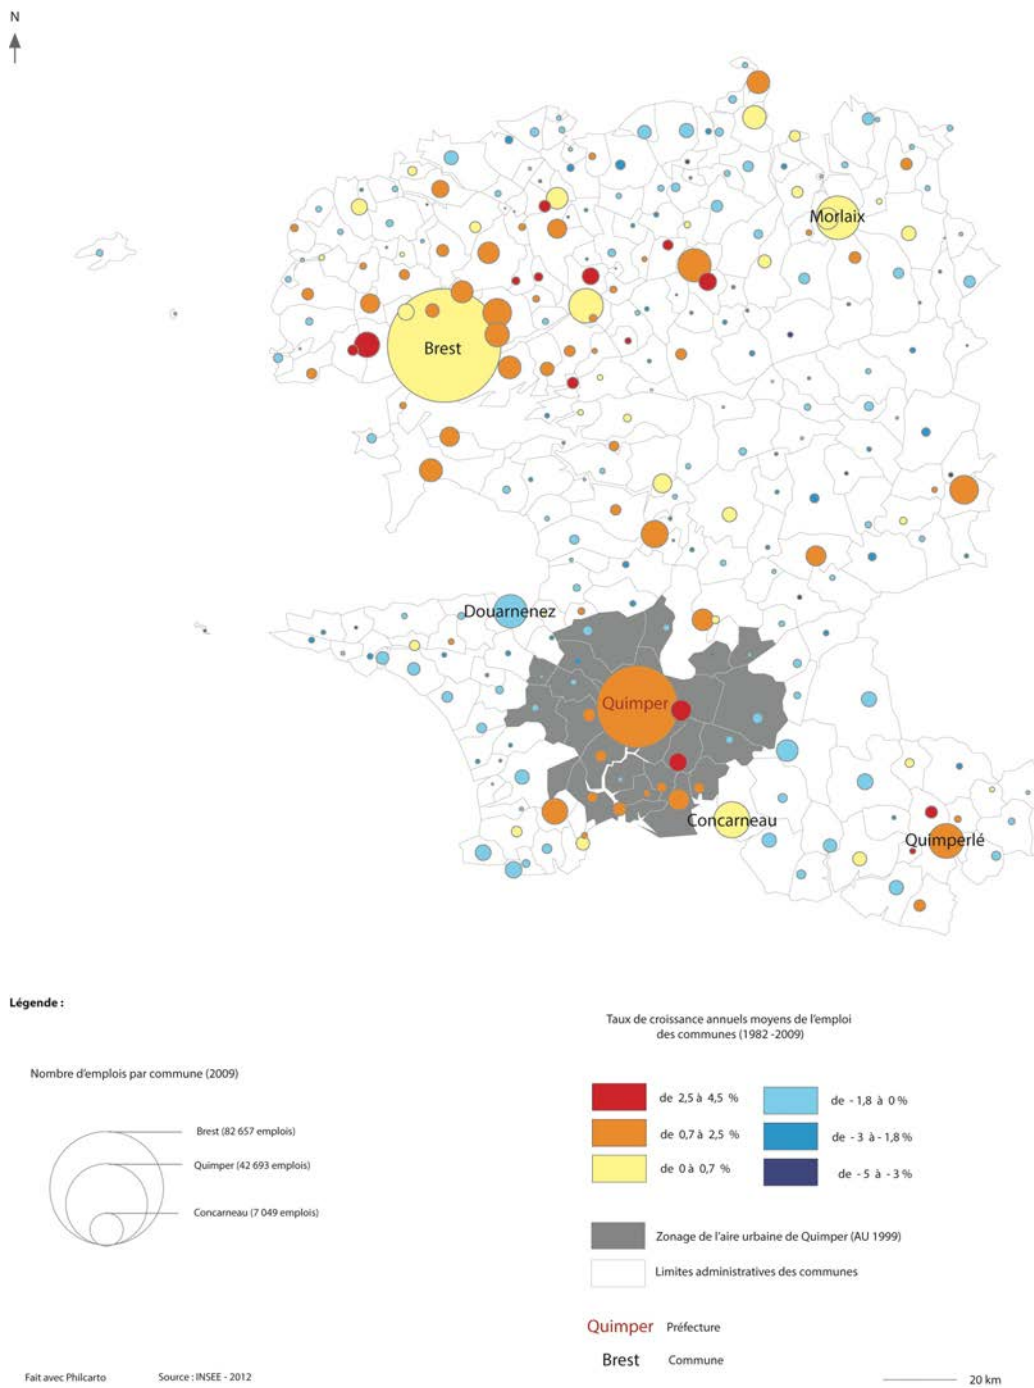 N
Morlaix
Brest
Douarnenez
Quimper
Concarneau
Quimperlé
Légende :
Nombre d'emplois par commune (2009)
Brest (82 657 emplois)
Quimper (42 693 emplois)
Concarneau (7 049 emplois)
Taux de croissance annuels moyens de l'emploi
des communes (1982 -2009)
de 2,5 à 4,5 %
de 0,7 à 2,5 %
de 0 à 0,7 %
de - 1,8 à 0 %
de - 3 à - 1,8 %
de - 5 à - 3 %
Zonage de l'aire urbaine de Quimper (AU 1999)
Limites administratives des communes
Quimper Préfecture
Brest Commune
Fait avec Philcarto Source : INSEE - 2012
20 km